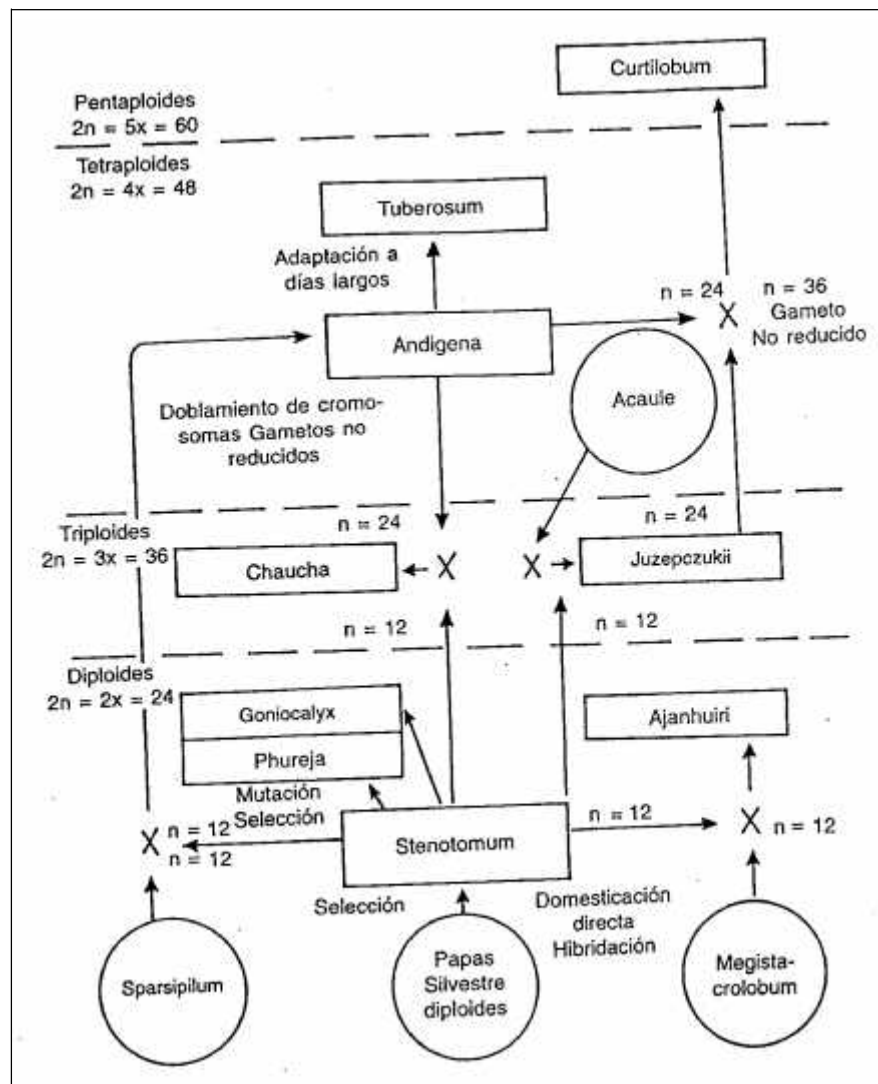 Curtilobum
Pentaploides
2n = 5x = 60
Tetraploides
2n = 4x = 48
Tuberosum
Adaptación a
días largos
n = 24
n = 36
Gameto
No reducido
Andigena
Acaule
Doblamiento de cromo-
somas Gametos no
reducidos
Triploides
2n = 3x = 36
n = 24
n = 24
Chaucha
X
X
X
Juzepczukii
n = 12
n = 12
Diploides
2n = 2x = 24
Goniocalyx
Phureja
Ajanhuiri
Mutación
Selección
X
n = 12
n = 12
Stenotomum
n = 12
X
n = 12
Selección
Domesticación
directa
Hibridación
Sparsipilum
Papas
Silvestre
diploides
Megista-
crolobum